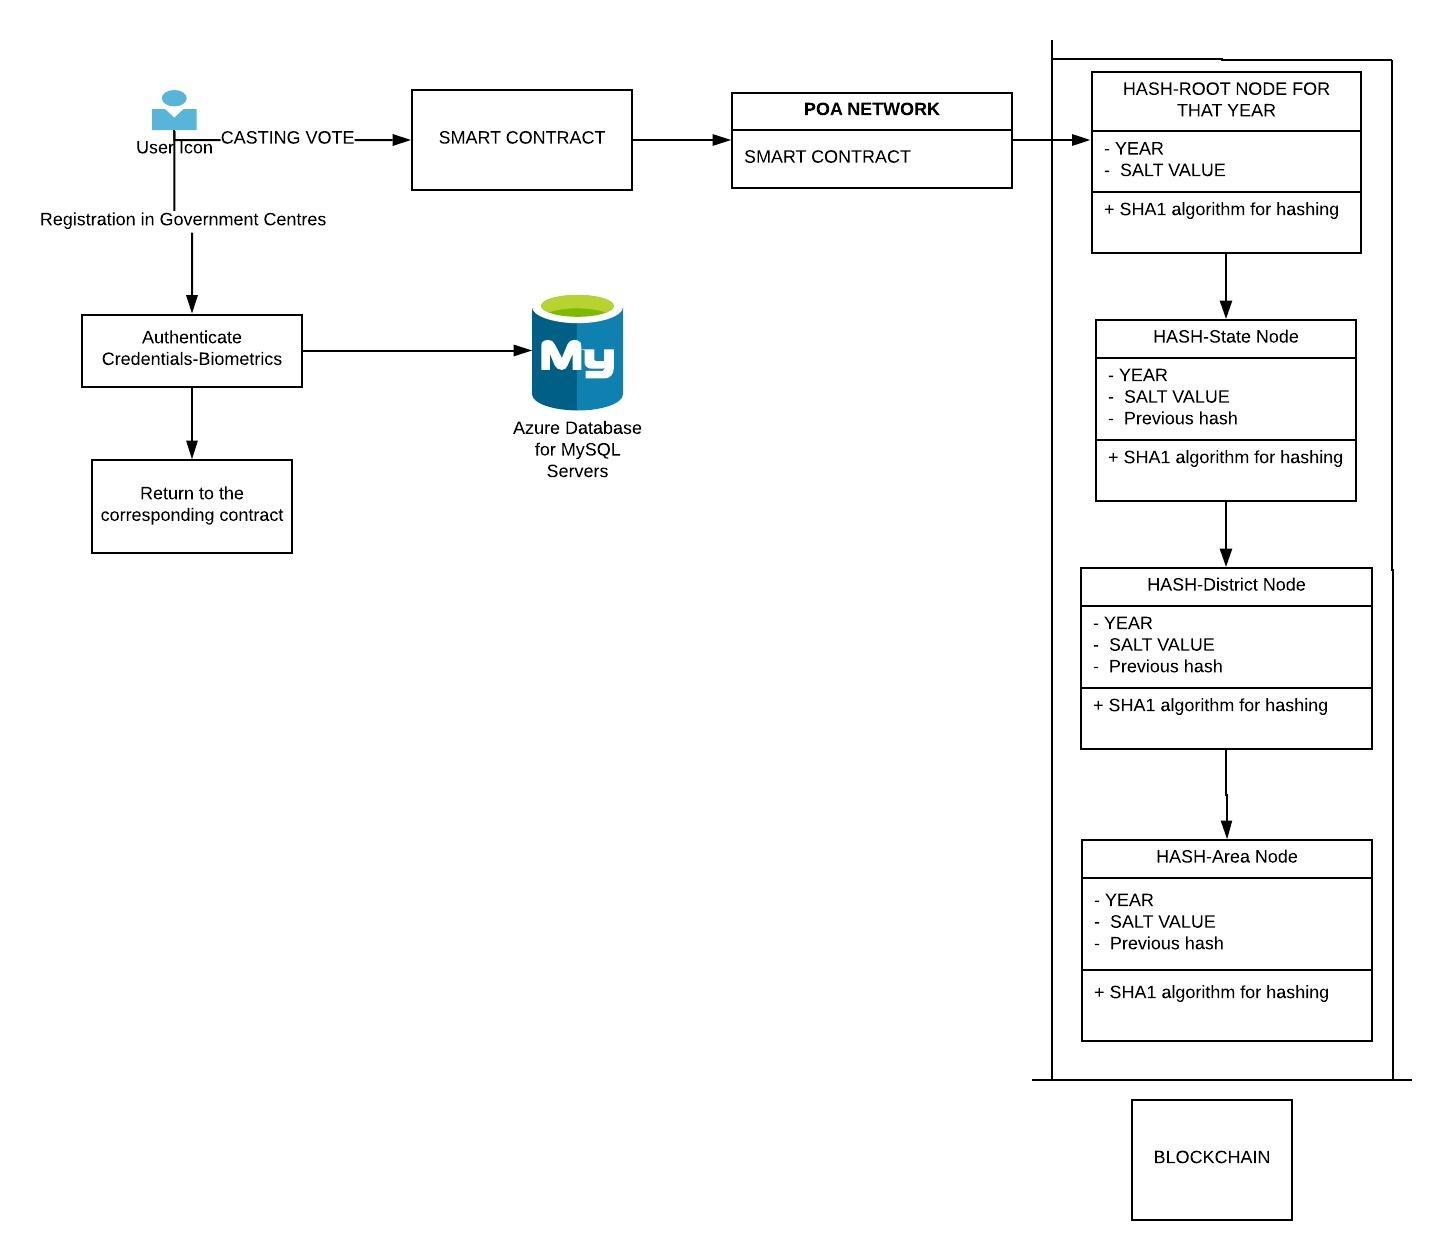 User Icon
CASTING VOTE
Registration in Government Centres
Authenticate
Credentials-Biometrics
Return to the
corresponding contract
My
Azure Database
for MySQL
Servers
SMART CONTRACT
POA NETWORK
SMART CONTRACT
HASH-ROOT NODE FOR
THAT YEAR
- YEAR
- SALT VALUE
+ SHA1 algorithm for hashing
HASH-State Node
- YEAR
- SALT VALUE
- Previous hash
+ SHA1 algorithm for hashing
HASH-District Node
- YEAR
- SALT VALUE
- Previous hash
+ SHA1 algorithm for hashing
HASH-Area Node
- YEAR
- SALT VALUE
- Previous hash
+ SHA1 algorithm for hashing
BLOCKCHAIN